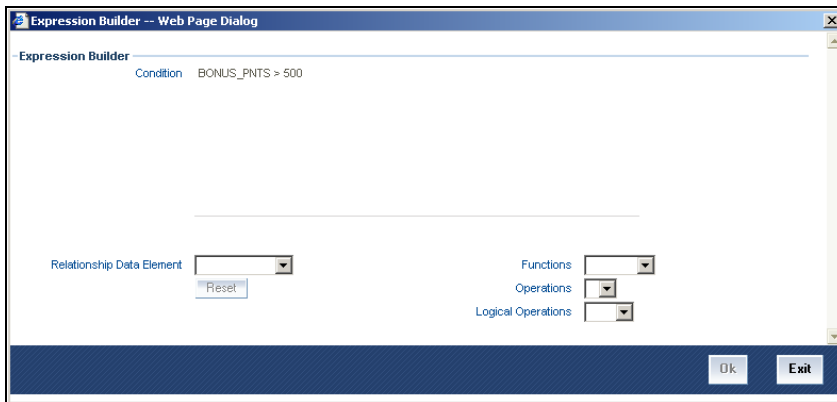 Expression Builder -- Web Page Dialog
Expression Builder
Condition BONUS_PNTS > 500
Relationship Data Element Functions
Reset Operations
Logical Operations
Ok Exit